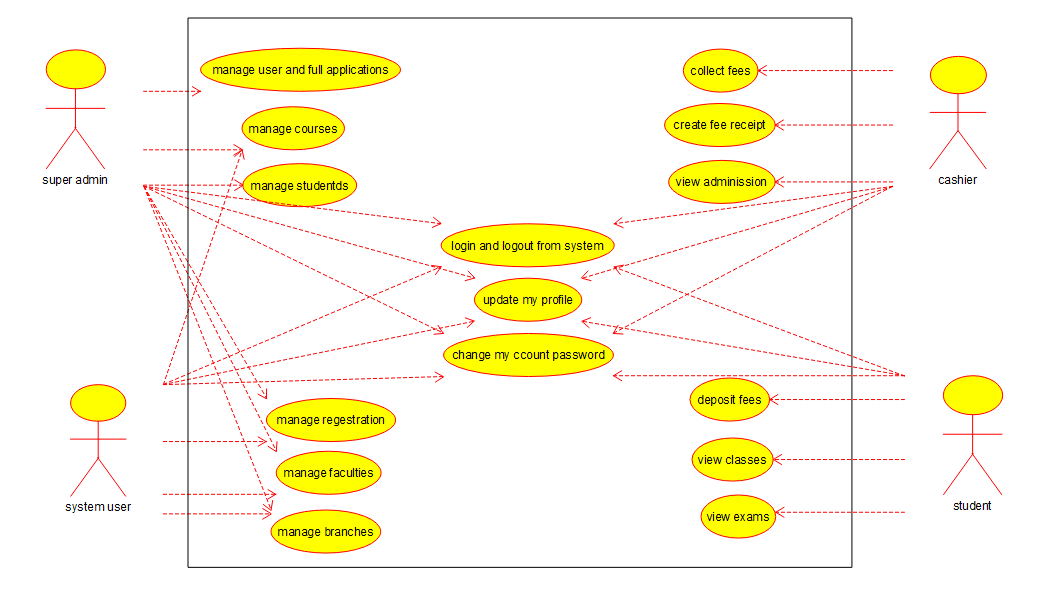 manage user and full applications
collect fees
manage courses
create fee receipt
super admin
cashier
manage studentds
view adminission
login and logout from system
update my profile
change my ccount password
deposit fees
manage regestration
view classes
manage faculties
system user
student
view exams
manage branches